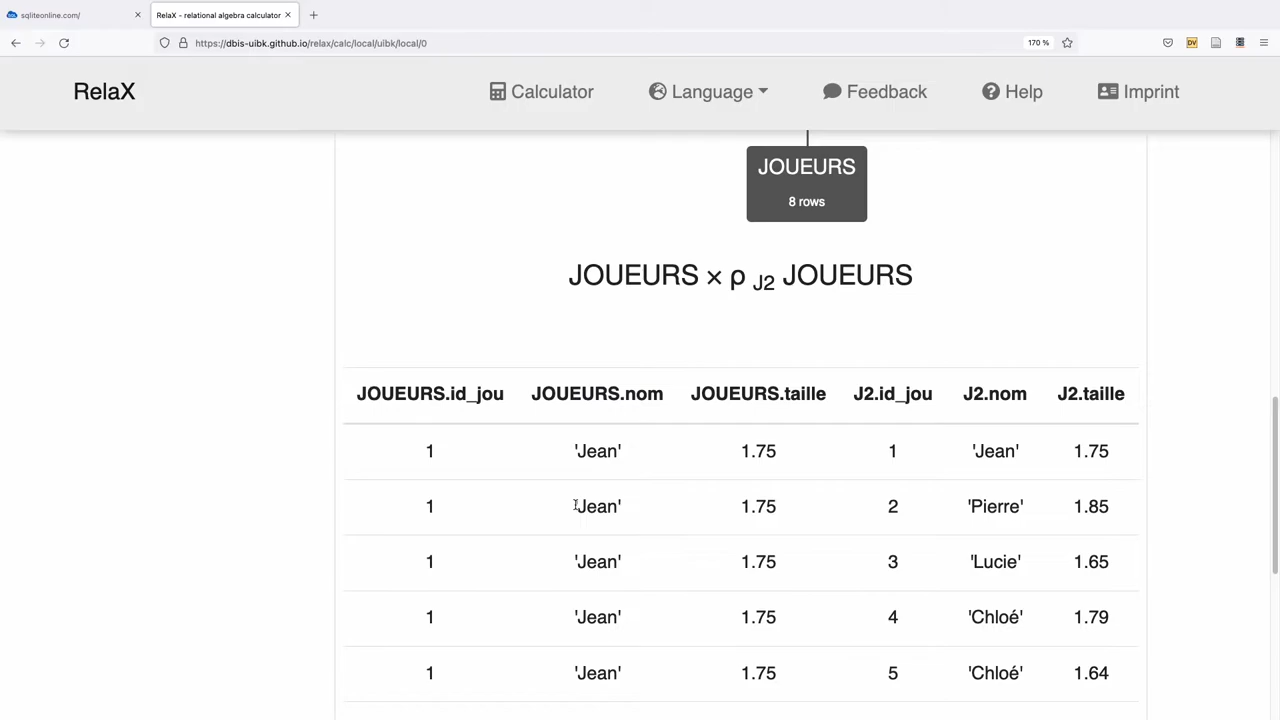 sqliteonline.com/
RelaX - relational algebra calculator
https://dbis-uibk.github.io/relax/calc/local/uibk/local/0
170 %
DV
RelaX
Calculator
Language
Feedback
Help
Imprint
JOUEURS
8 rows
JOUEURS × ρ J2 JOUEURS
JOUEURS.id_jou JOUEURS.nom JOUEURS.taille J2.id_jou J2.nom J2.taille
1 'Jean' 1.75 1 'Jean' 1.75
1 'Jean' 1.75 2 'Pierre' 1.85
1 'Jean' 1.75 3 'Lucie' 1.65
1 'Jean' 1.75 4 'Chloé' 1.79
1 'Jean' 1.75 5 'Chloé' 1.64